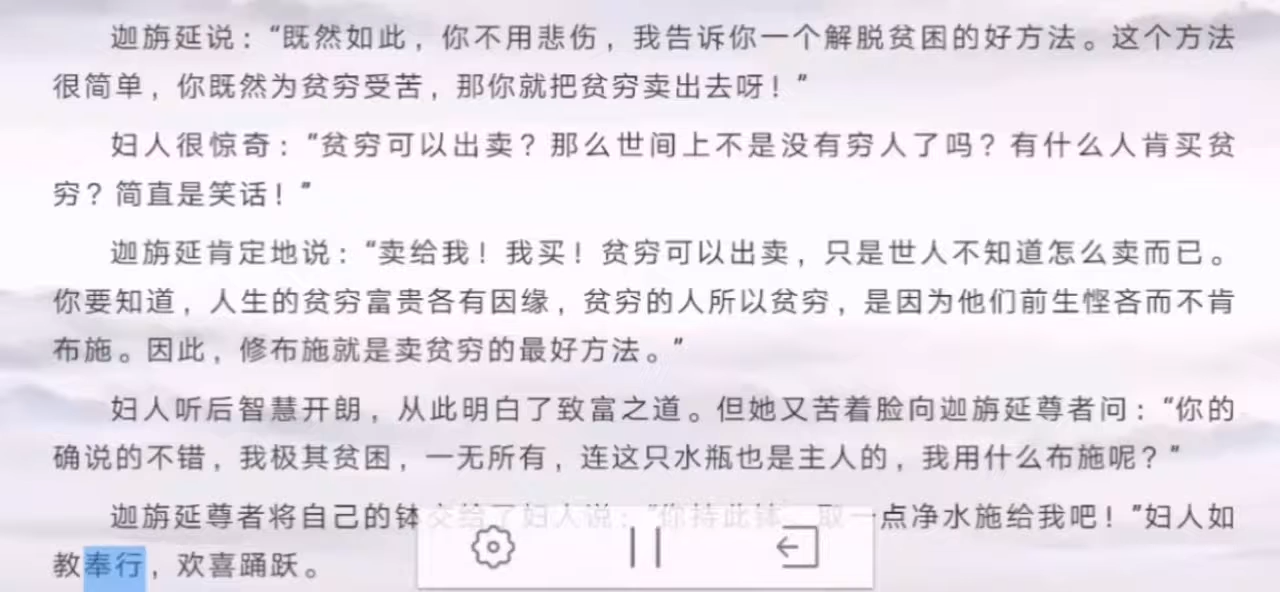 迦旃延说：“既然如此，你不用悲伤，我告诉你一个解脱贫困的好方法。这个方法
很简单，你既然为贫穷受苦，那你就把贫穷卖出去呀！”
妇人很惊奇：“贫穷可以出卖？那么世间上不是没有穷人了吗？有什么人肯买贫
穷？简直是笑话！”
迦旃延肯定地说：“卖给我！我买！贫穷可以出卖，只是世人不知道怎么卖而已。
你要知道，人生的贫穷富贵各有因缘，贫穷的人所以贫穷，是因为他们前生悭吝而不肯
布施。因此，修布施就是卖贫穷的最好方法。”
妇人听后智慧开朗，从此明白了致富之道。但她又苦着脸向迦旃延尊者问：“你的
确说的不错，我极其贫困，一无所有，连这只水瓶也是主人的，我用什么布施呢？”
迦旃延尊者将自己的钵交给了妇人说：“你持此钵，取一点净水施给我吧！”妇人如
教奉行，欢喜踊跃。